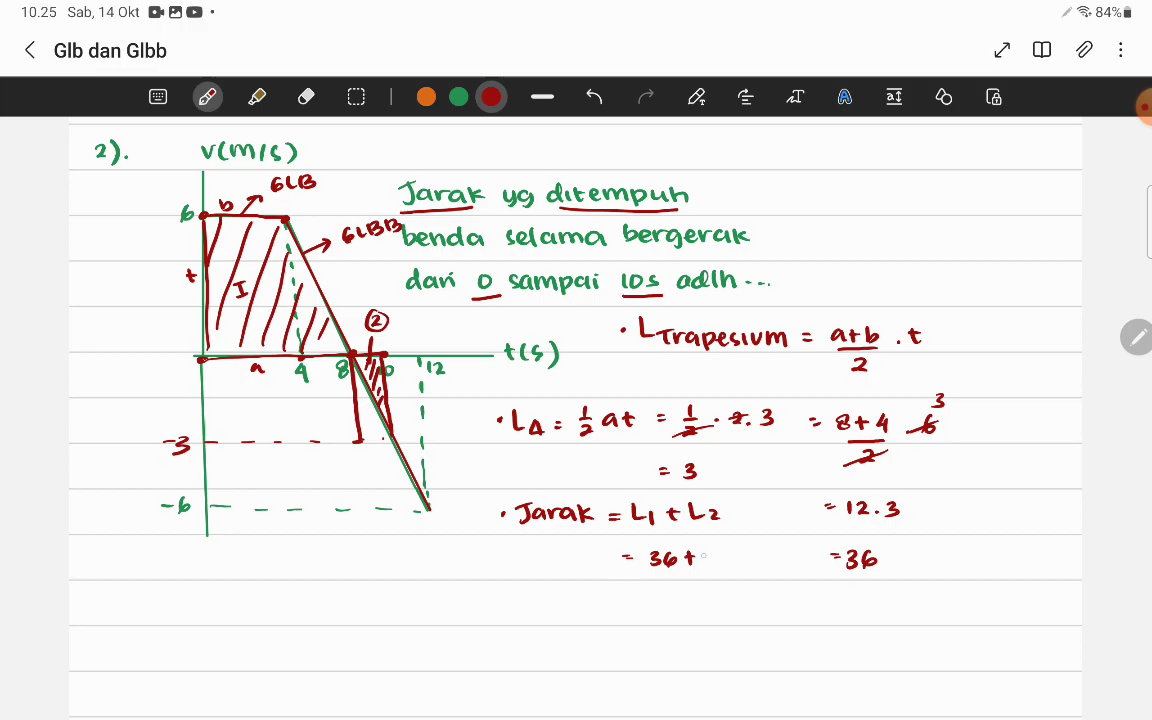 10.25 Sab, 14 Okt
84%
Glb dan Glbb
2).
v(m/s)
6
b
GLB
GLBB
t
I
a
4
8
2
10
12
t(s)
-3
-6
Jarak yg ditempuh
benda selama bergerak
dari 0 sampai 10s adlh ...
• LTrapesium = a+b/2 . t
= 8+4/2 . 6 3
= 12.3
= 36
• L∆ = 1/2 at = 1/2 . 2. 3
= 3
• Jarak = L1 + L2
= 36 +